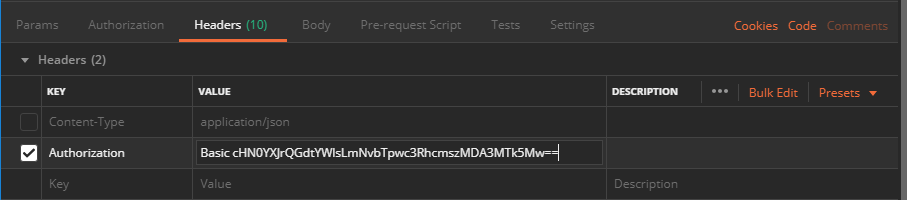 Params Authorization Headers (10) Body Pre-request Script Tests Settings Cookies Code Comments
Headers (2)
KEY VALUE DESCRIPTION ••• Bulk Edit Presets
Content-Type application/json
Authorization Basic cHN0YXJrQGdtYWlsLmNvbTpwc3RhcmszMDA3MTk5Mw==
Key Value Description